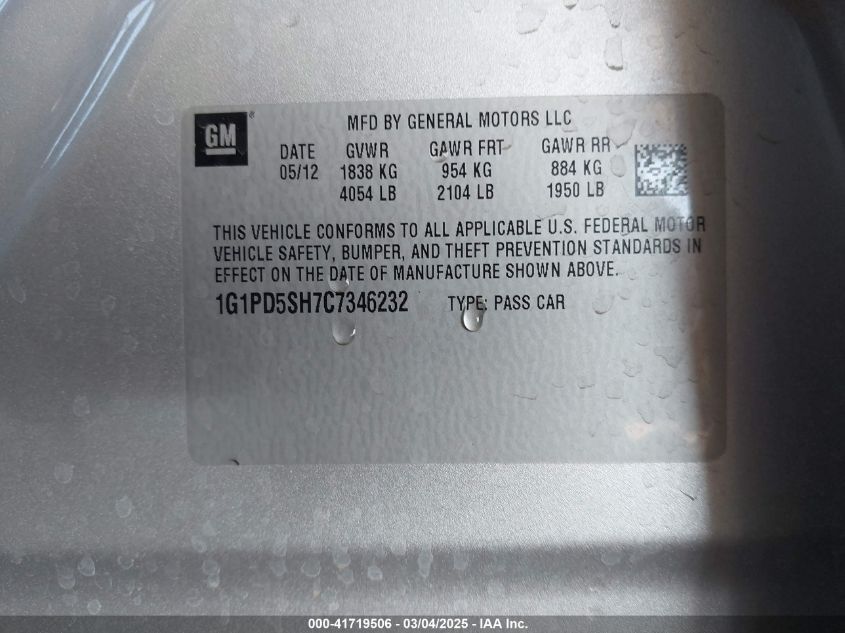 GM®
MFD BY GENERAL MOTORS LLC
DATE GVWR GAWR FRT GAWR RR
05/12 1838 KG 954 KG 884 KG
4054 LB 2104 LB 1950 LB
THIS VEHICLE CONFORMS TO ALL APPLICABLE U.S. FEDERAL MOTOR
VEHICLE SAFETY, BUMPER, AND THEFT PREVENTION STANDARDS IN
EFFECT ON THE DATE OF MANUFACTURE SHOWN ABOVE.
1G1PD5SH7C7346232 TYPE: PASS CAR
000-41719506 - 03/04/2025 - IAA Inc.